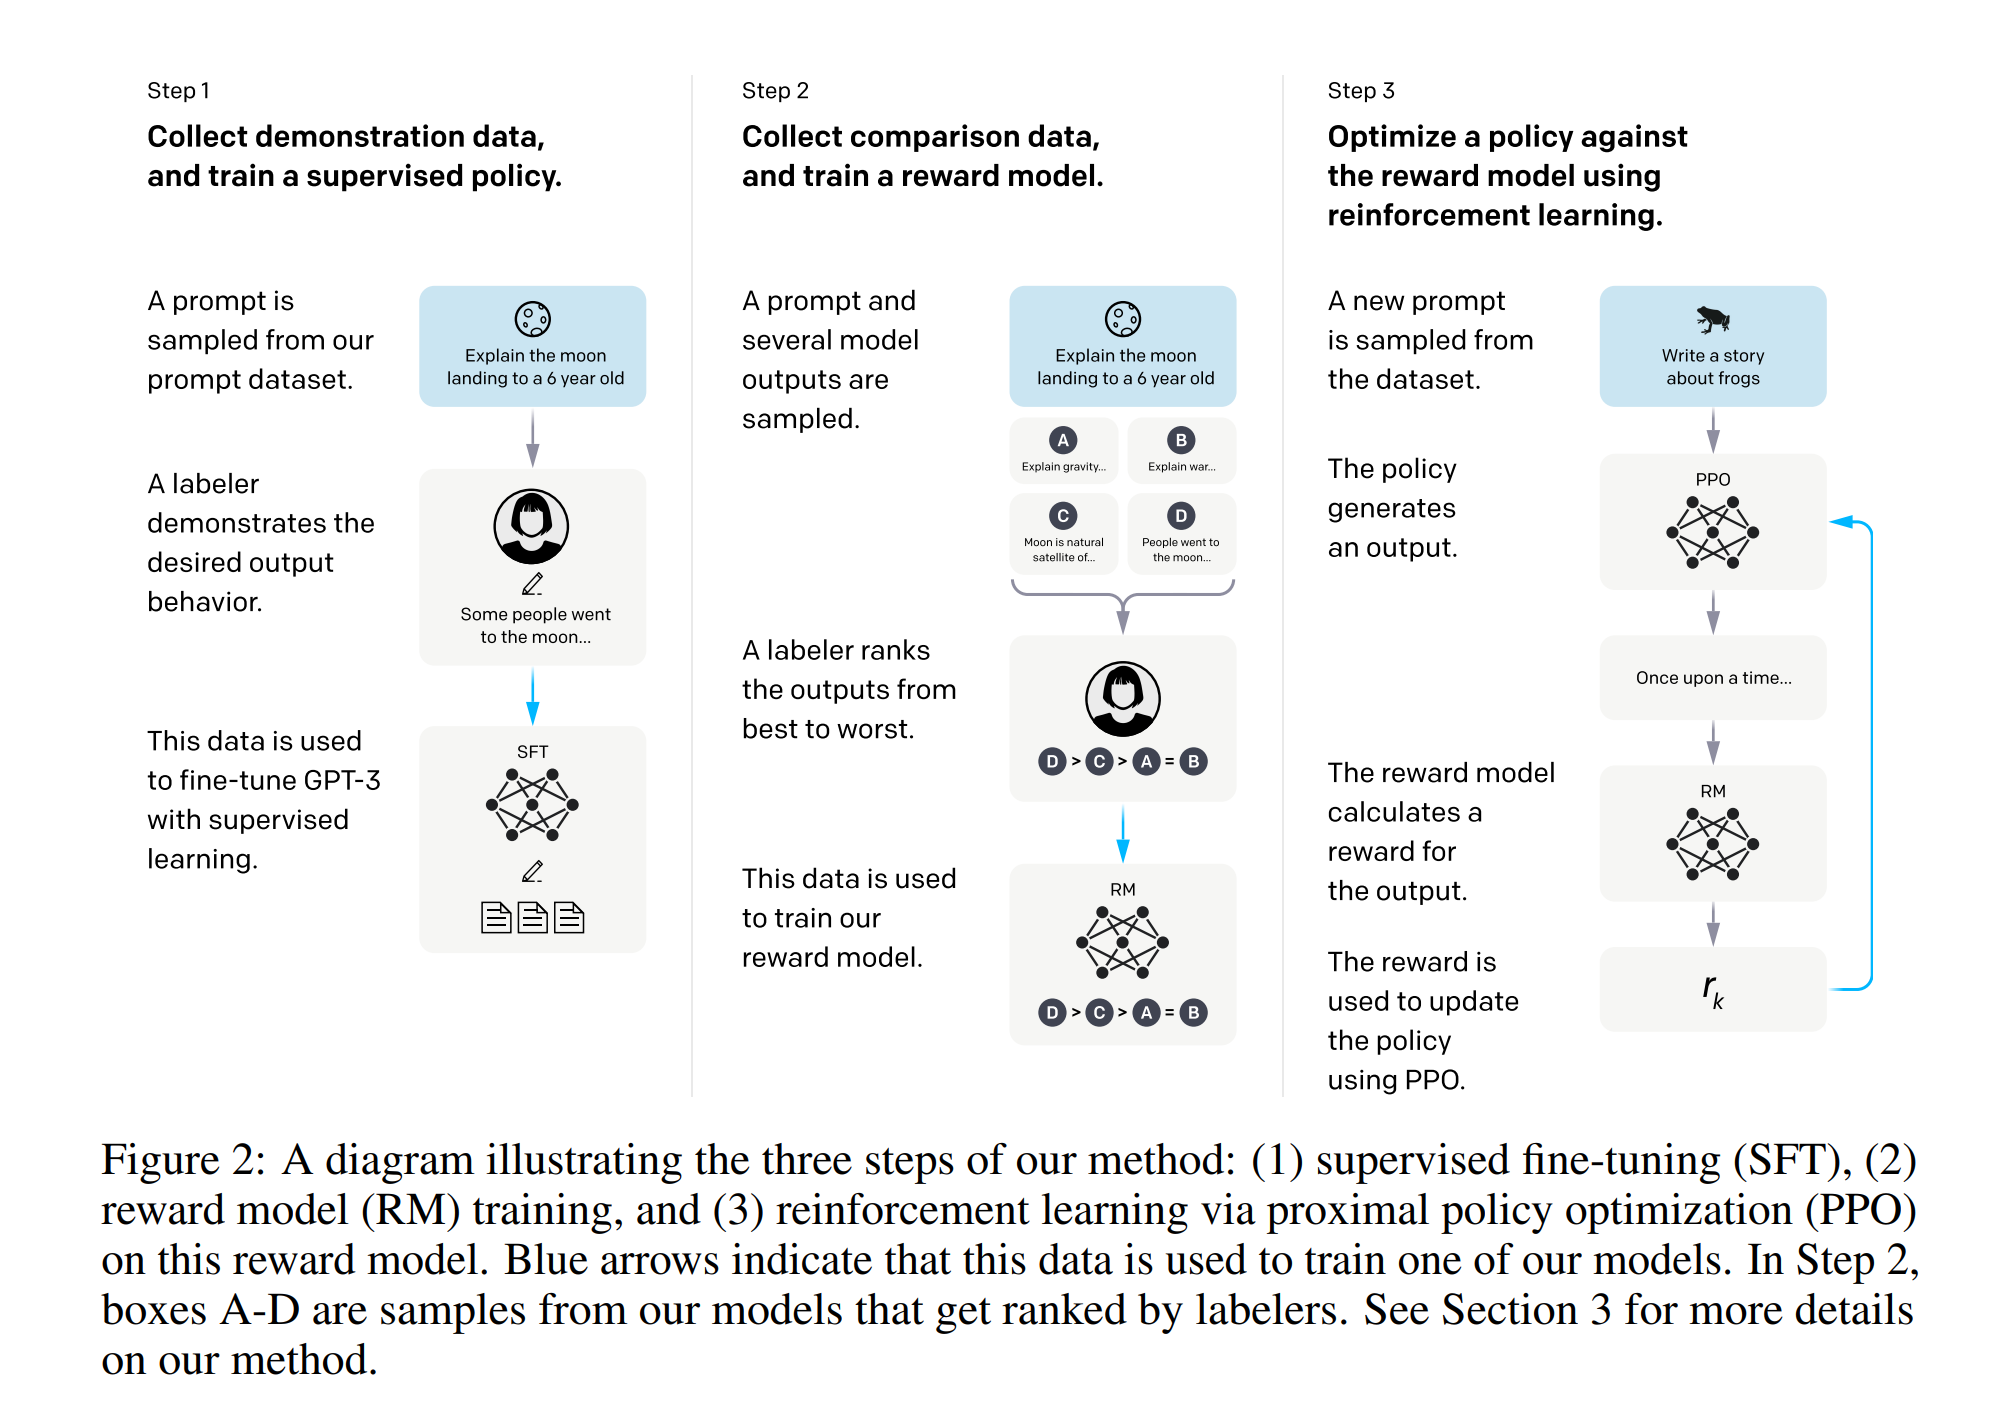 Step 1
Collect demonstration data,
and train a supervised policy.
A prompt is
sampled from our
prompt dataset.
Explain the moon
landing to a 6 year old
A labeler
demonstrates the
desired output
behavior.
Some people went
to the moon...
This data is used
to fine-tune GPT-3
with supervised
learning.
SFT
Step 2
Collect comparison data,
and train a reward model.
A prompt and
several model
outputs are
sampled.
Explain the moon
landing to a 6 year old
A
Explain gravity...
B
Explain war...
C
Moon is natural
satellite of...
D
People went to
the moon...
A labeler ranks
the outputs from
best to worst.
D > C > A = B
This data is used
to train our
reward model.
RM
D > C > A = B
Step 3
Optimize a policy against
the reward model using
reinforcement learning.
A new prompt
is sampled from
the dataset.
Write a story
about frogs
The policy
generates
an output.
PPO
Once upon a time...
The reward model
calculates a
reward for
the output.
RM
The reward is
used to update
the policy
using PPO.
r_k
Figure 2: A diagram illustrating the three steps of our method: (1) supervised fine-tuning (SFT), (2)
reward model (RM) training, and (3) reinforcement learning via proximal policy optimization (PPO)
on this reward model. Blue arrows indicate that this data is used to train one of our models. In Step 2,
boxes A-D are samples from our models that get ranked by labelers. See Section 3 for more details
on our method.